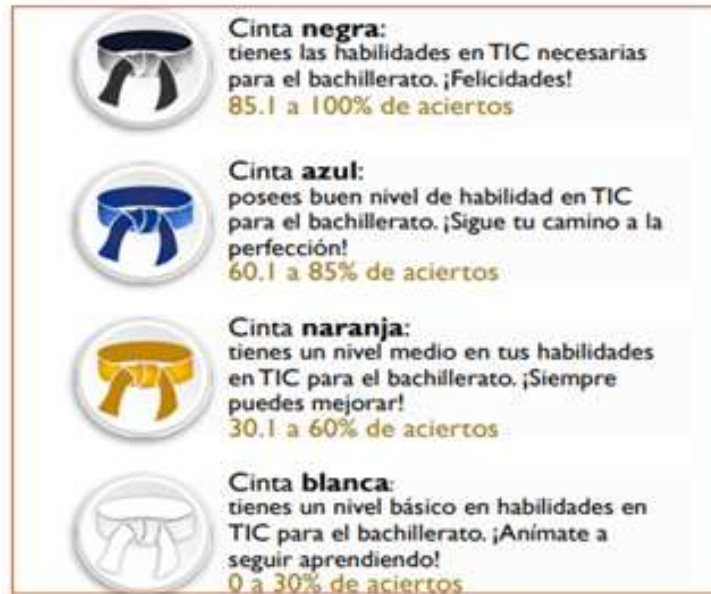 Cinta negra:
tienes las habilidades en TIC necesarias
para el bachillerato. ¡Felicidades!
85.1 a 100% de aciertos
Cinta azul:
posees buen nivel de habilidad en TIC
para el bachillerato. ¡Sigue tu camino a la
perfección!
60.1 a 85% de aciertos
Cinta naranja:
tienes un nivel medio en tus habilidades
en TIC para el bachillerato. ¡Siempre
puedes mejorar!
30.1 a 60% de aciertos
Cinta blanca:
tienes un nivel básico en habilidades en
TIC para el bachillerato. ¡Anímate a
seguir aprendiendo!
0 a 30% de aciertos